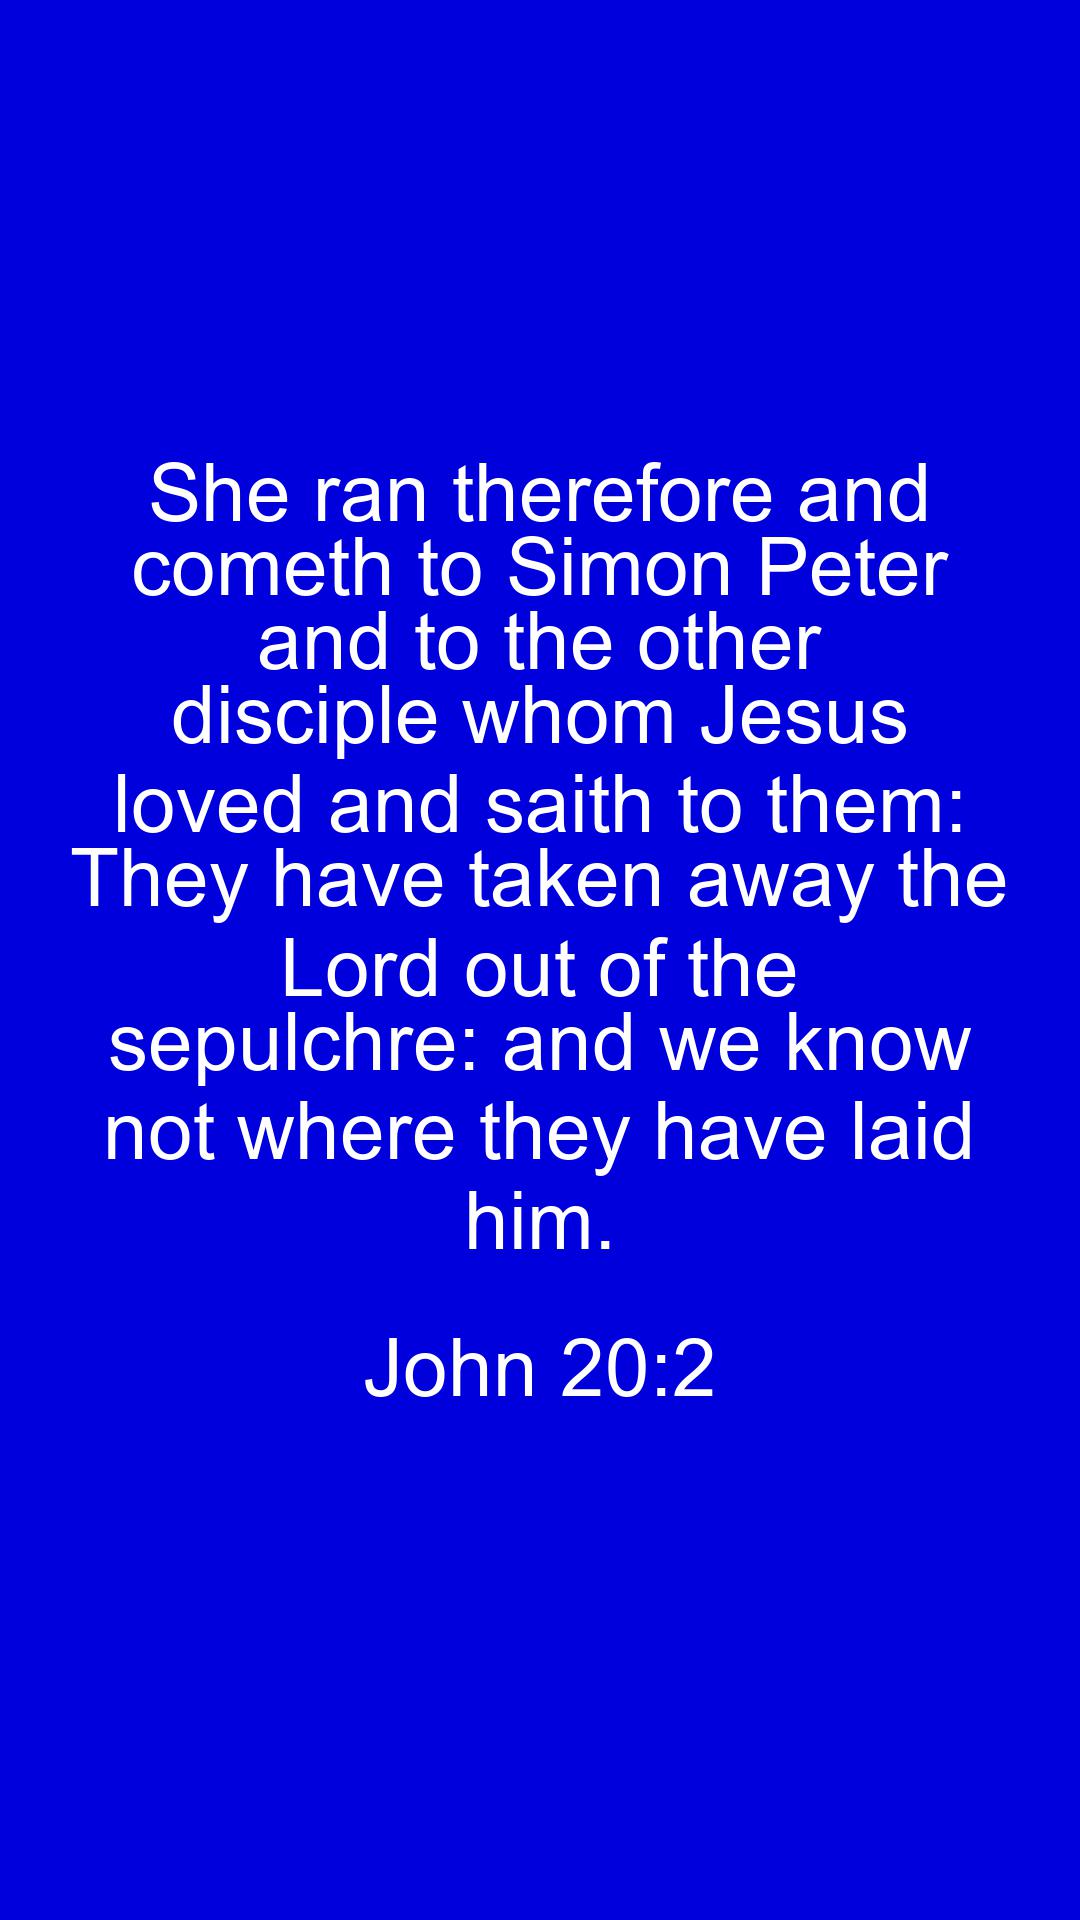 She ran therefore and
cometh to Simon Peter
and to the other
disciple whom Jesus
loved and saith to them:
They have taken away the
Lord out of the
sepulchre: and we know
not where they have laid
him.
John 20:2